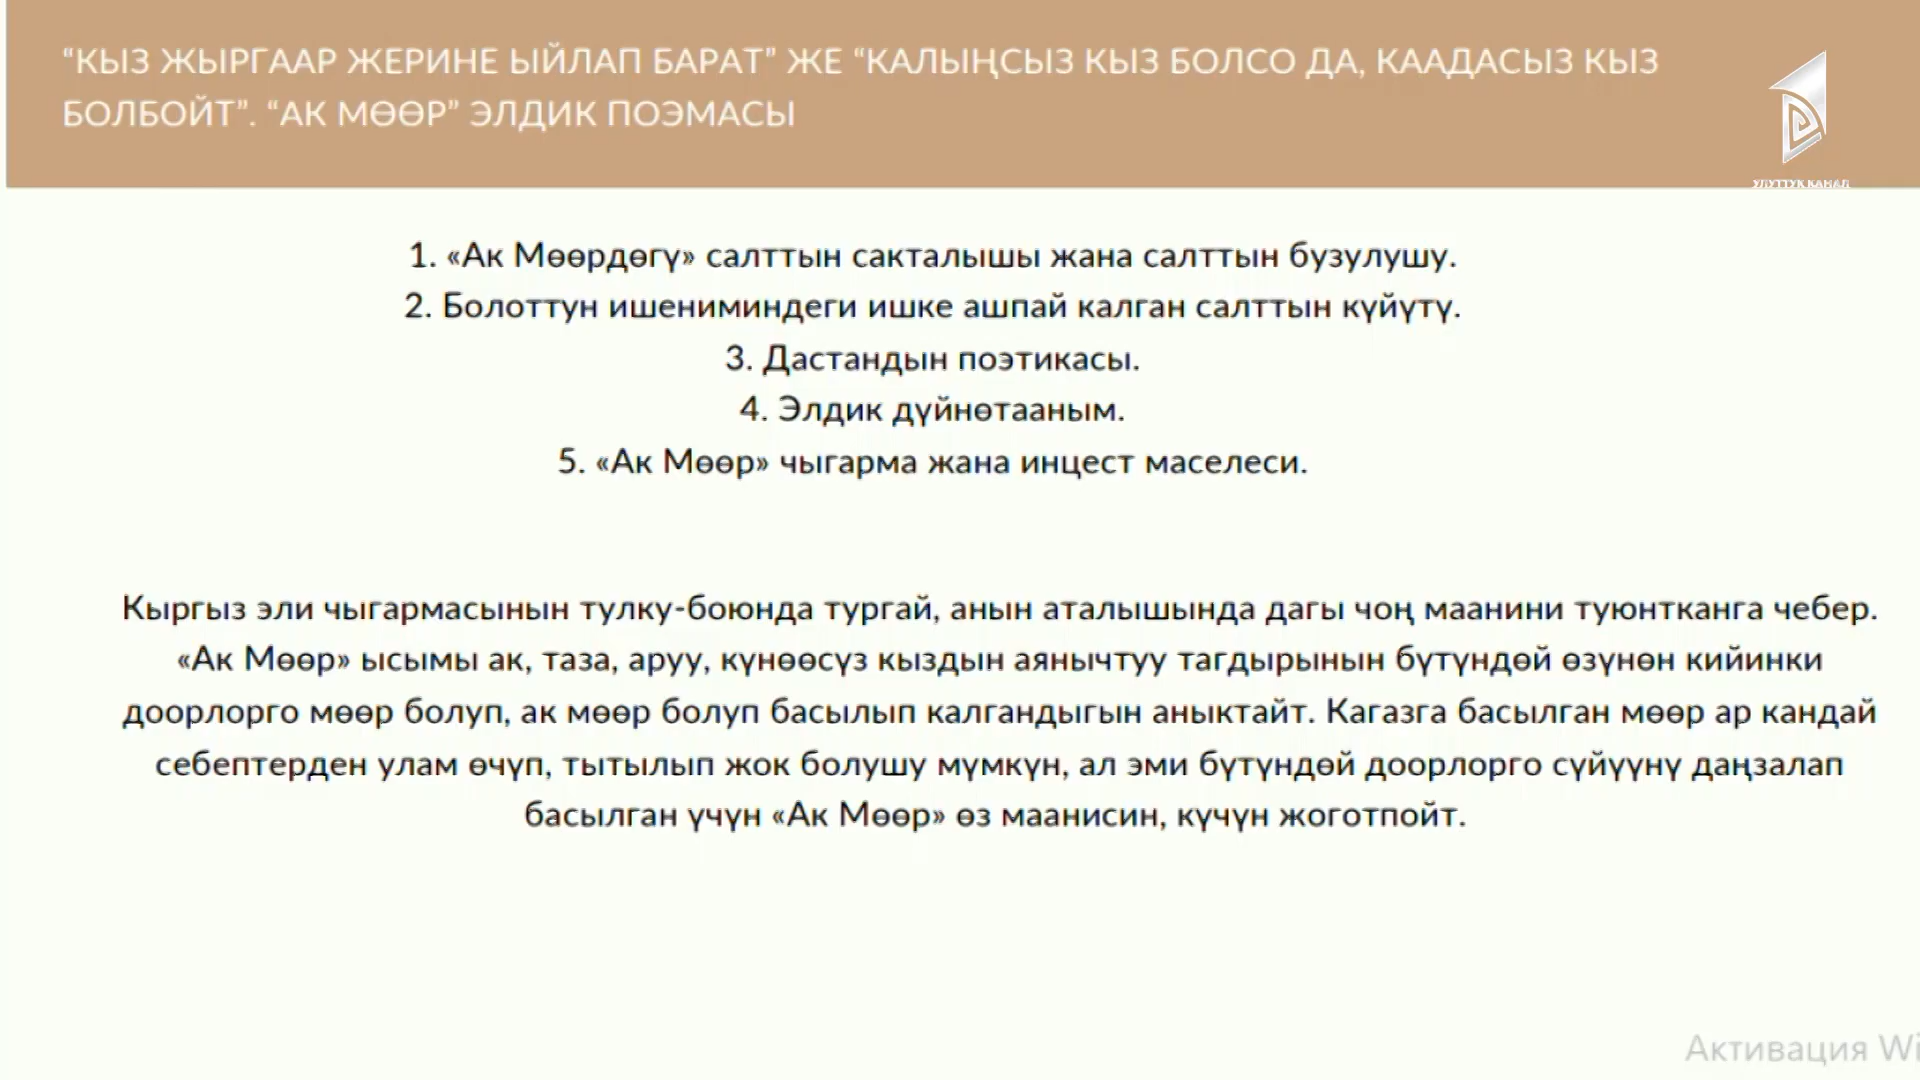 “КЫЗ ЖЫРГААР ЖЕРИНЕ ЫЙЛАП БАРАТ” ЖЕ “КАЛЫҢСЫЗ КЫЗ БОЛСО ДА, КААДАСЫЗ КЫЗ
БОЛБОЙТ”. “АК МӨӨР” ЭЛДИК ПОЭМАСЫ
УЛУТТУК КАНАЛ
1. «Ак Мөөрдөгү» салттын сакталышы жана салттын бузулушу.
2. Болоттун ишениминдеги ишке ашпай калган салттын күйүтү.
3. Дастандын поэтикасы.
4. Элдик дүйнөтааным.
5. «Ак Мөөр» чыгарма жана инцест маселеси.
Кыргыз эли чыгармасынын тулку-боюнда тургай, анын аталышында дагы чоң маанини туюнтканга чебер.
«Ак Мөөр» ысымы ак, таза, аруу, күнөөсүз кыздын аянычтуу тагдырынын бүтүндөй өзүнөн кийинки
доорлорго мөөр болуп, ак мөөр болуп басылып калгандыгын аныктайт. Кагазга басылган мөөр ар кандай
себептерден улам өчүп, тытылып жок болушу мүмкүн, ал эми бүтүндөй доорлорго сүйүүнү даңзалап
басылган үчүн «Ак Мөөр» өз маанисин, күчүн жоготпойт.
Активация Wi